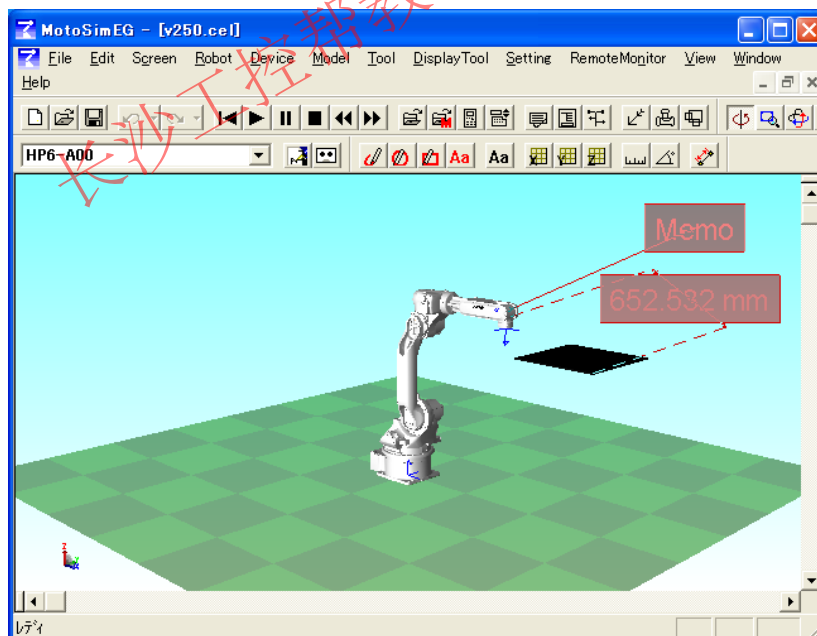 MotoSimEG - [v250.cel]
File Edit Screen Robot Device Model Tool DisplayTool Setting RemoteMonitor View Window
Help
HP6-A00
Aa Aa
Memo
652.532 mm
レディ
长沙工控帮教